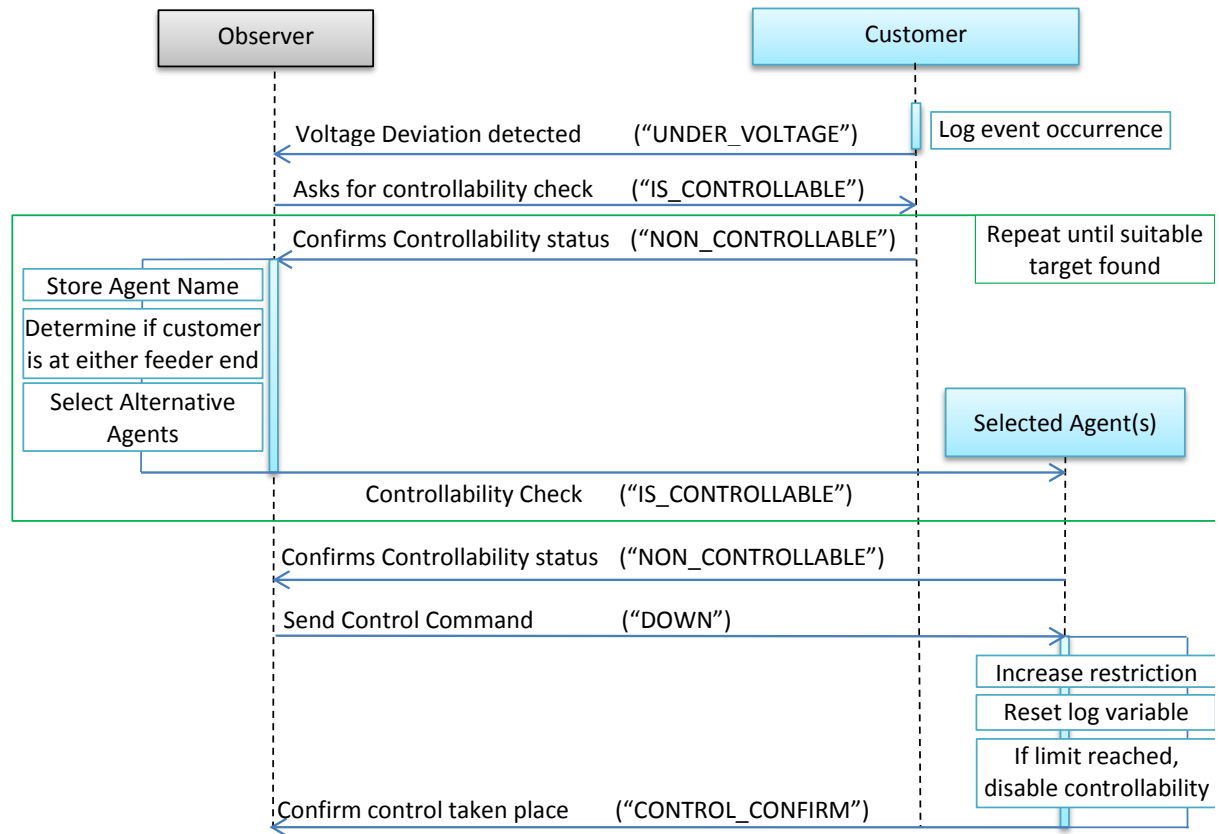 Observer
Customer
Voltage Deviation detected (“UNDER_VOLTAGE”)
Log event occurrence
Asks for controllability check (“IS_CONTROLLABLE”)
Confirms Controllability status (“NON_CONTROLLABLE”)
Repeat until suitable
target found
Store Agent Name
Determine if customer
is at either feeder end
Select Alternative
Agents
Selected Agent(s)
Controllability Check (“IS_CONTROLLABLE”)
Confirms Controllability status (“NON_CONTROLLABLE”)
Send Control Command (“DOWN”)
Increase restriction
Reset log variable
If limit reached,
disable controllability
Confirm control taken place (“CONTROL_CONFIRM”)